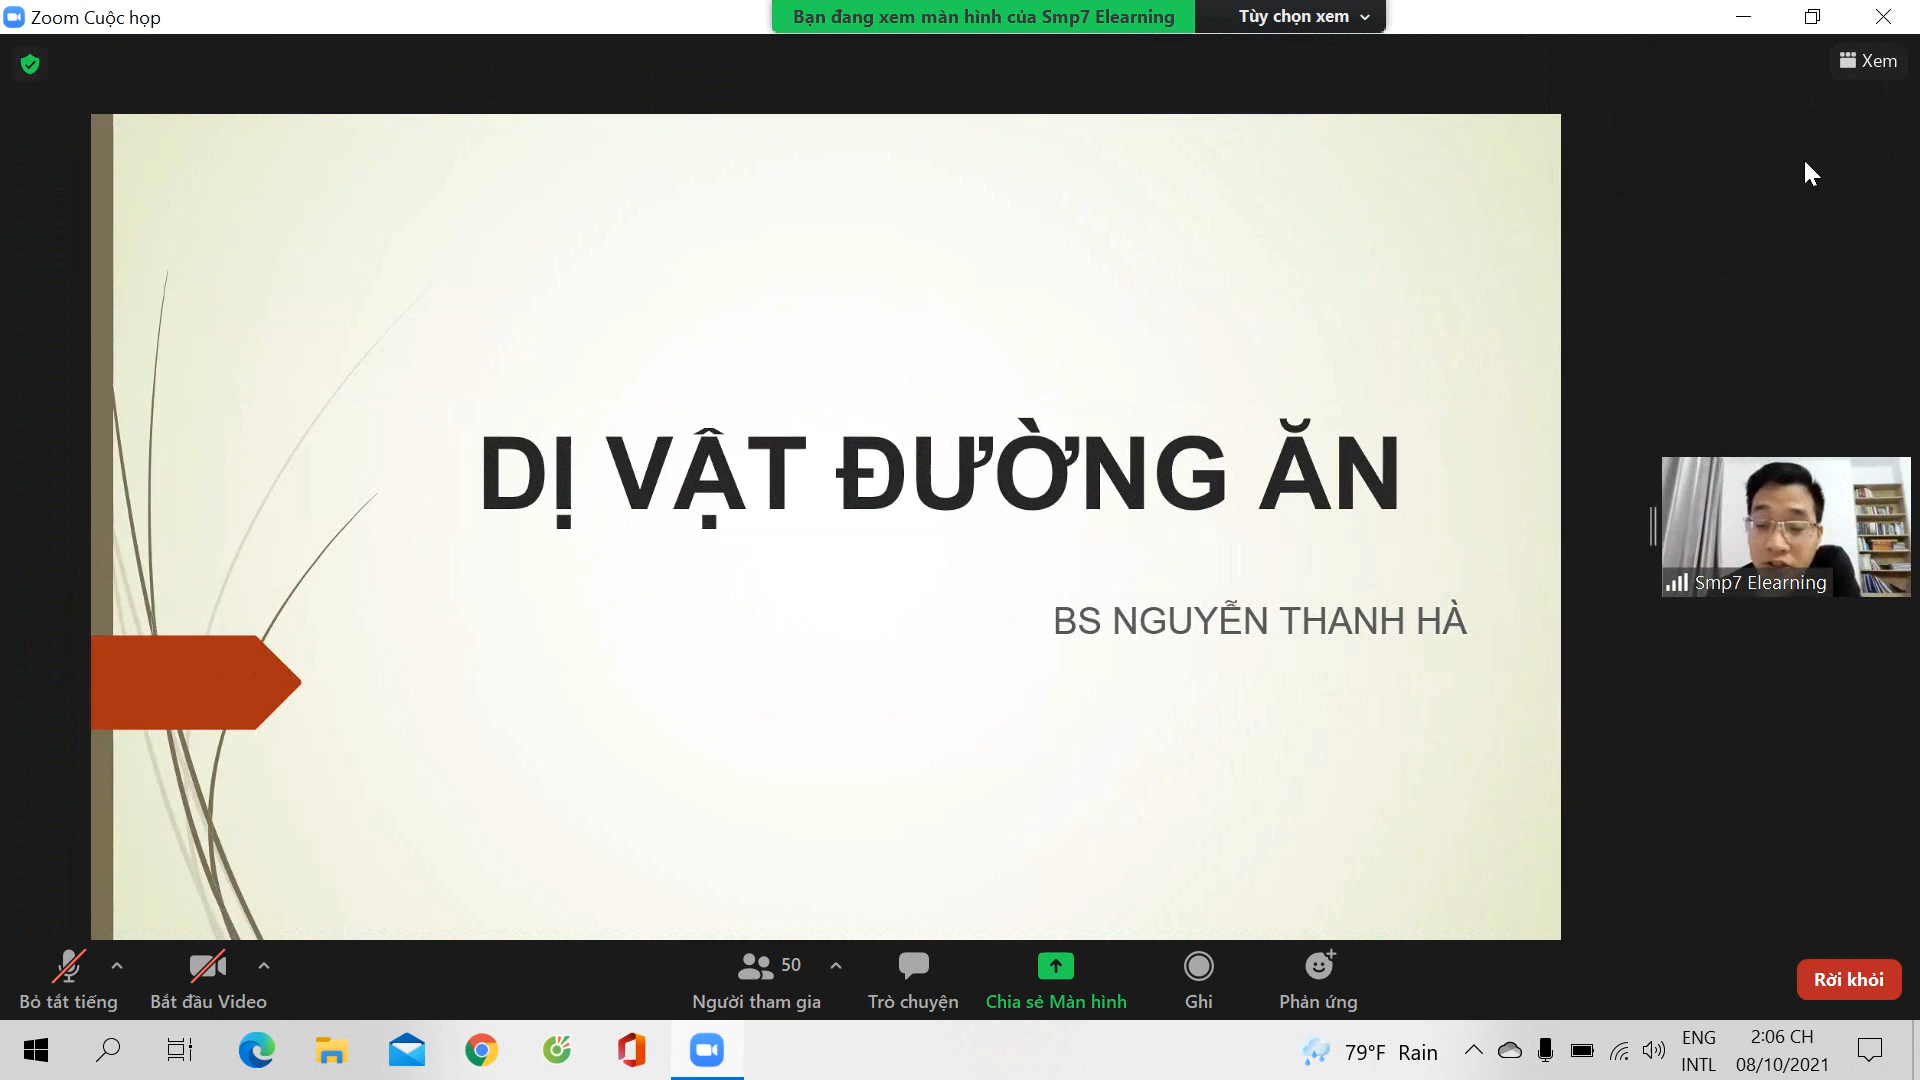 Zoom Cuộc họp
Bạn đang xem màn hình của Smp7 Elearning
Tùy chọn xem
Xem
DỊ VẬT ĐƯỜNG ĂN
BS NGUYỄN THANH HÀ
Smp7 Elearning
50
Bỏ tắt tiếng
Bắt đầu Video
Người tham gia
Trò chuyện
Chia sẻ Màn hình
Ghi
Phản ứng
Rời khỏi
79°F Rain
ENG
INTL
2:06 CH
08/10/2021